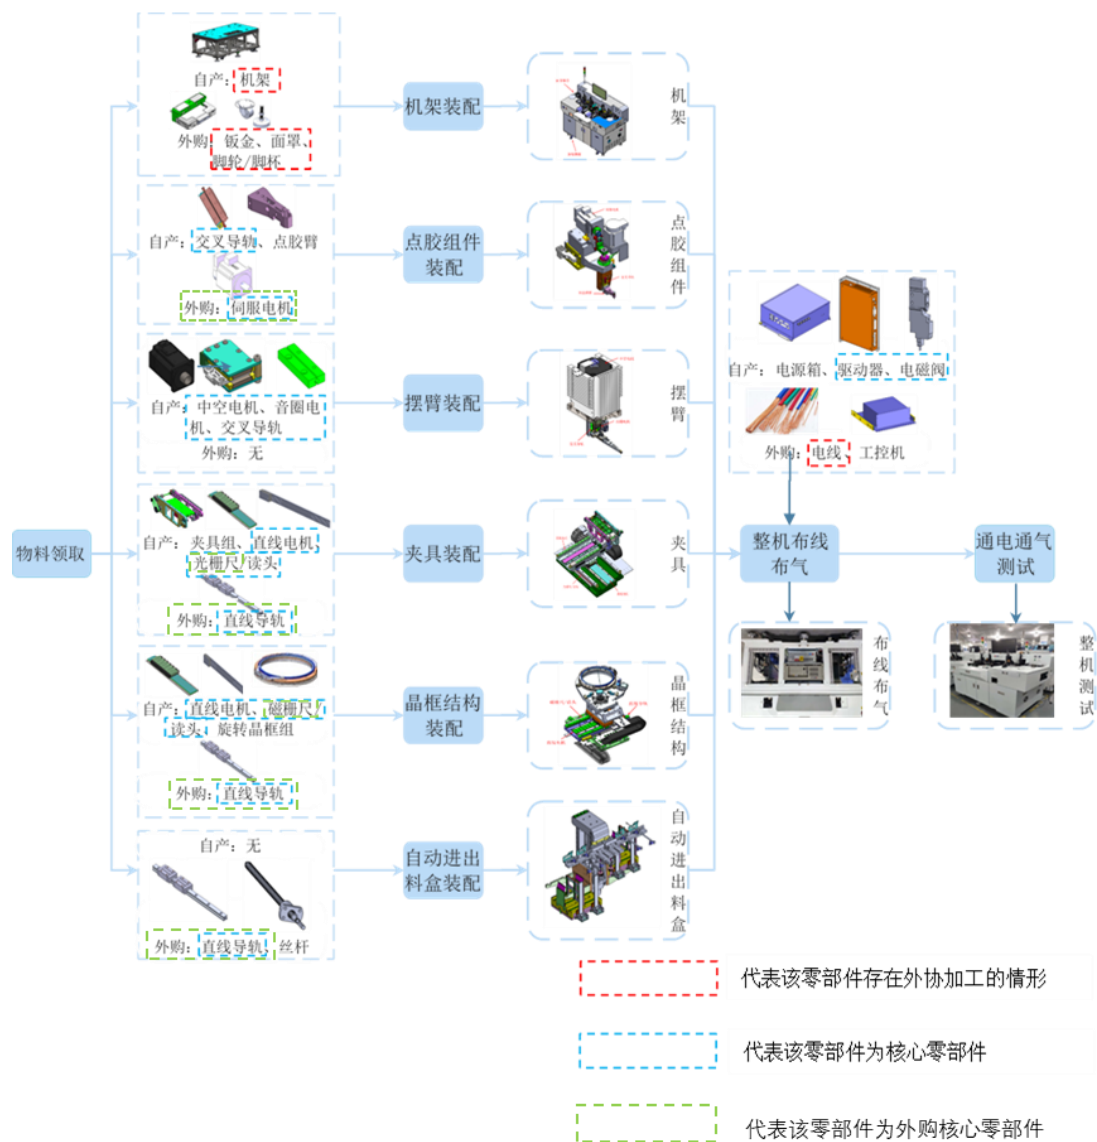 自产：机架
外购：钣金、面罩、
脚轮/脚杯
机架装配
机架
自产：交叉导轨、点胶臂
外购：伺服电机
点胶组件
装配
点胶组件
自产：中空电机、音圈电
机、交叉导轨
外购：无
摆臂装配
摆臂
物料领取
自产：夹具组、直线电机、
光栅尺/读头
外购：直线导轨
夹具装配
夹具
自产：直线电机、磁栅尺/
读头、旋转晶框组
外购：直线导轨
晶框结构
装配
晶框结构
自产：无
外购：直线导轨、丝杆
自动进出
料盒装配
自动进出料盒
自产：电源箱、驱动器、电磁阀
外购：电线、工控机
整机布线
布气
布线布气
通电通气
测试
整机测试
代表该零部件存在外协加工的情形
代表该零部件为核心零部件
代表该零部件为外购核心零部件